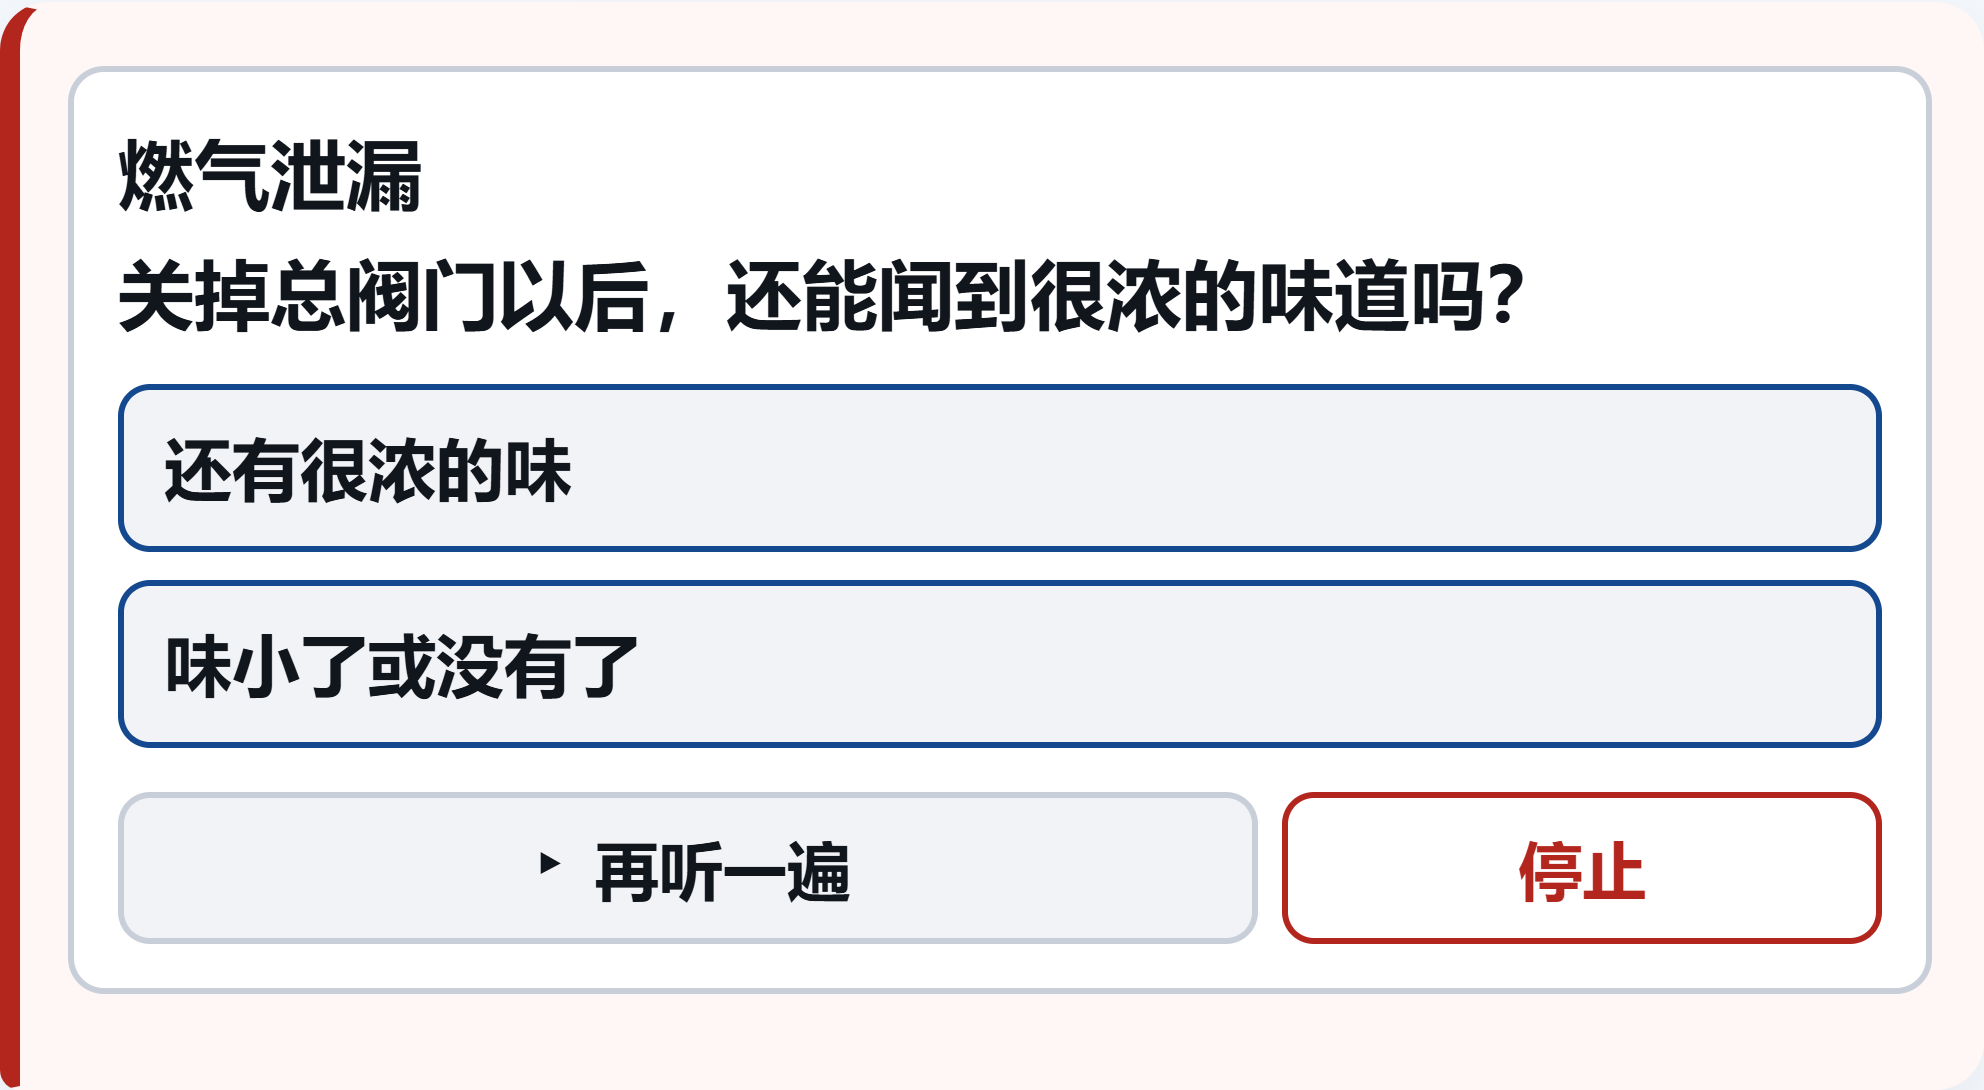 燃气泄漏
关掉总阀门以后，还能闻到很浓的味道吗？
还有很浓的味
味小了或没有了
▸ 再听一遍
停止